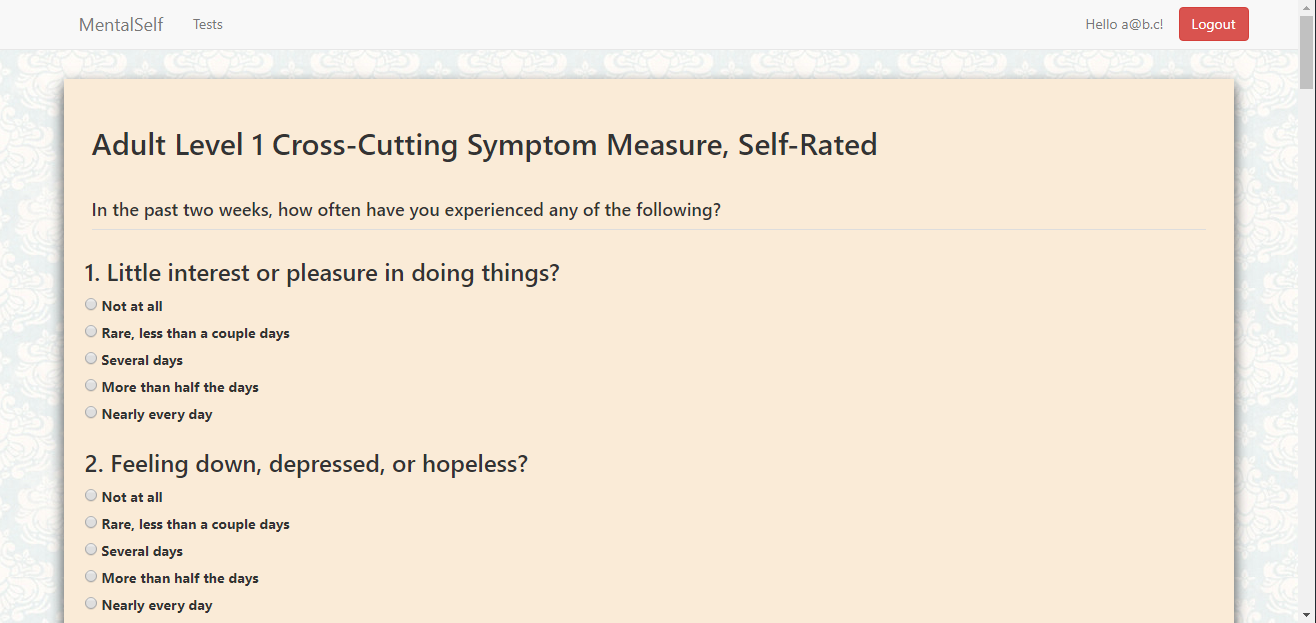 MentalSelf Tests Hello a@b.c! Logout
Adult Level 1 Cross-Cutting Symptom Measure, Self-Rated
In the past two weeks, how often have you experienced any of the following?
1. Little interest or pleasure in doing things?
Not at all
Rare, less than a couple days
Several days
More than half the days
Nearly every day
2. Feeling down, depressed, or hopeless?
Not at all
Rare, less than a couple days
Several days
More than half the days
Nearly every day